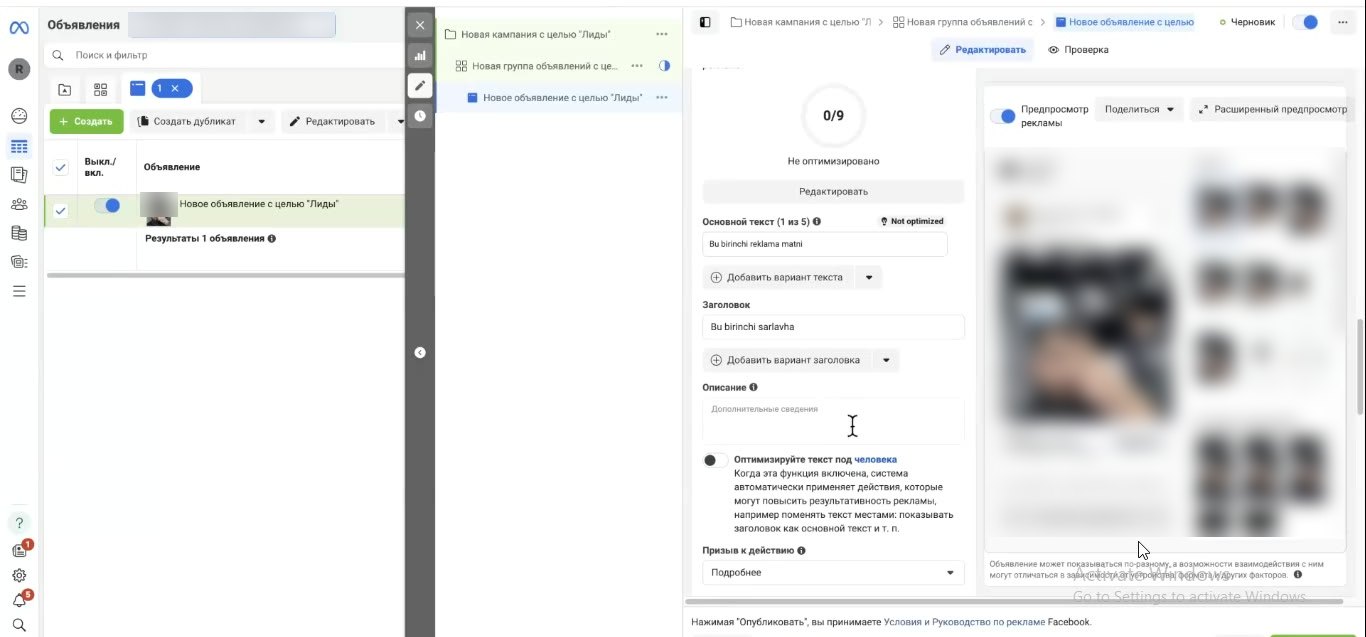 Объявления
Поиск и фильтр
1 ×
+ Создать
Создать дубликат
Редактировать
Выкл./
вкл.
Объявление
Новое объявление с целью "Лиды"
Результаты 1 объявления
R
?
1
5
Новая кампания с целью "Лиды"
Новая группа объявлений с це...
Новое объявление с целью "Лиды"
Новая кампания с целью "Л
Новая группа объявлений с
Новое объявление с целью
Черновик
Редактировать
Проверка
0/9
Не оптимизировано
Редактировать
Основной текст (1 из 5)
Not optimized
Bu birinchi reklama matni
Добавить вариант текста
Заголовок
Bu birinchi sarlavha
Добавить вариант заголовка
Описание
Дополнительные сведения
Оптимизируйте текст под человека
Когда эта функция включена, система
автоматически применяет действия, которые
могут повысить результативность рекламы,
например поменять текст местами: показывать
заголовок как основной текст и т. п.
Призыв к действию
Подробнее
Предпросмотр
рекламы
Поделиться
Расширенный предпросмотр
Объявление может показываться по-разному, а возможности взаимодействия с ним
могут отличаться в зависимости от устройства, формата и других факторов.
Activate Windows
Go to Settings to activate Windows.
Нажимая "Опубликовать", вы принимаете Условия и Руководство по рекламе Facebook.